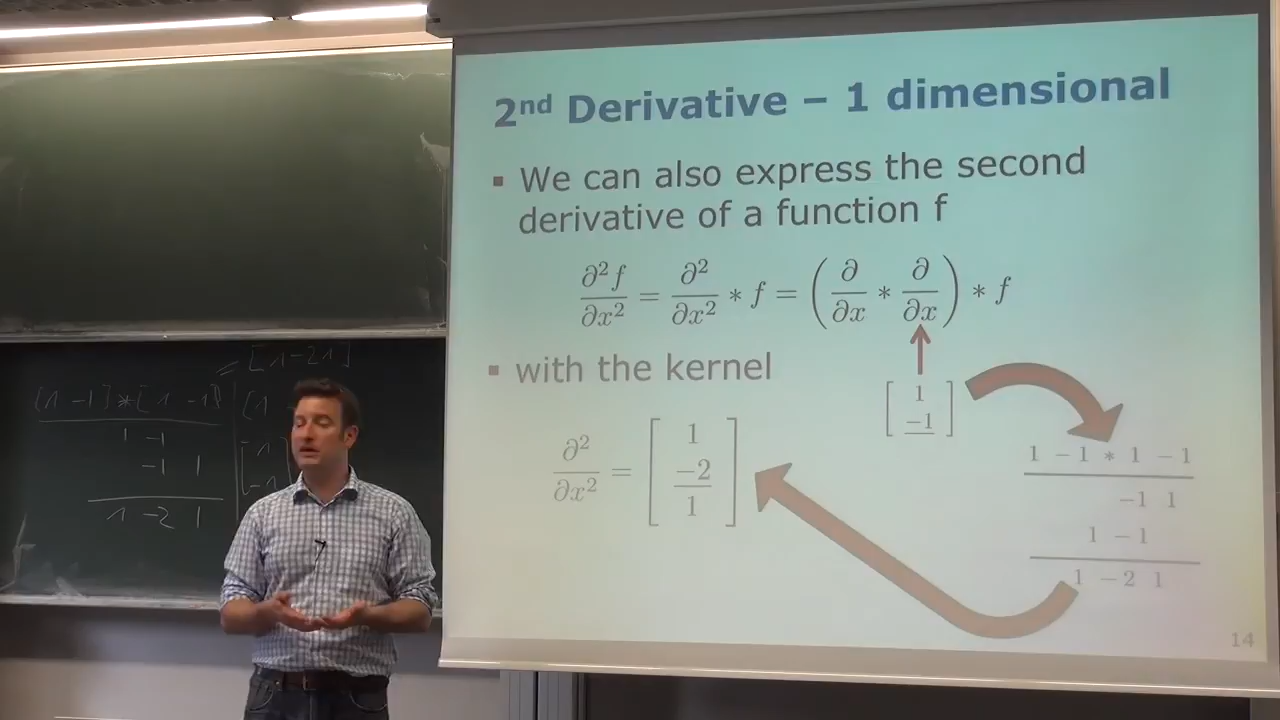 2nd Derivative – 1 dimensional
▪ We can also express the second
derivative of a function f
∂²f/∂x² = ∂²/∂x² * f = (∂/∂x * ∂/∂x) * f
▪ with the kernel
[1 -1]
∂²/∂x² = [1 -2 1]
1 -1 * 1 -1
-1 1
1 -1
1 -2 1
14
= [1 -2 1]
[1 -1] * [1 -1]
1 -1
-1 1
1 -2 1